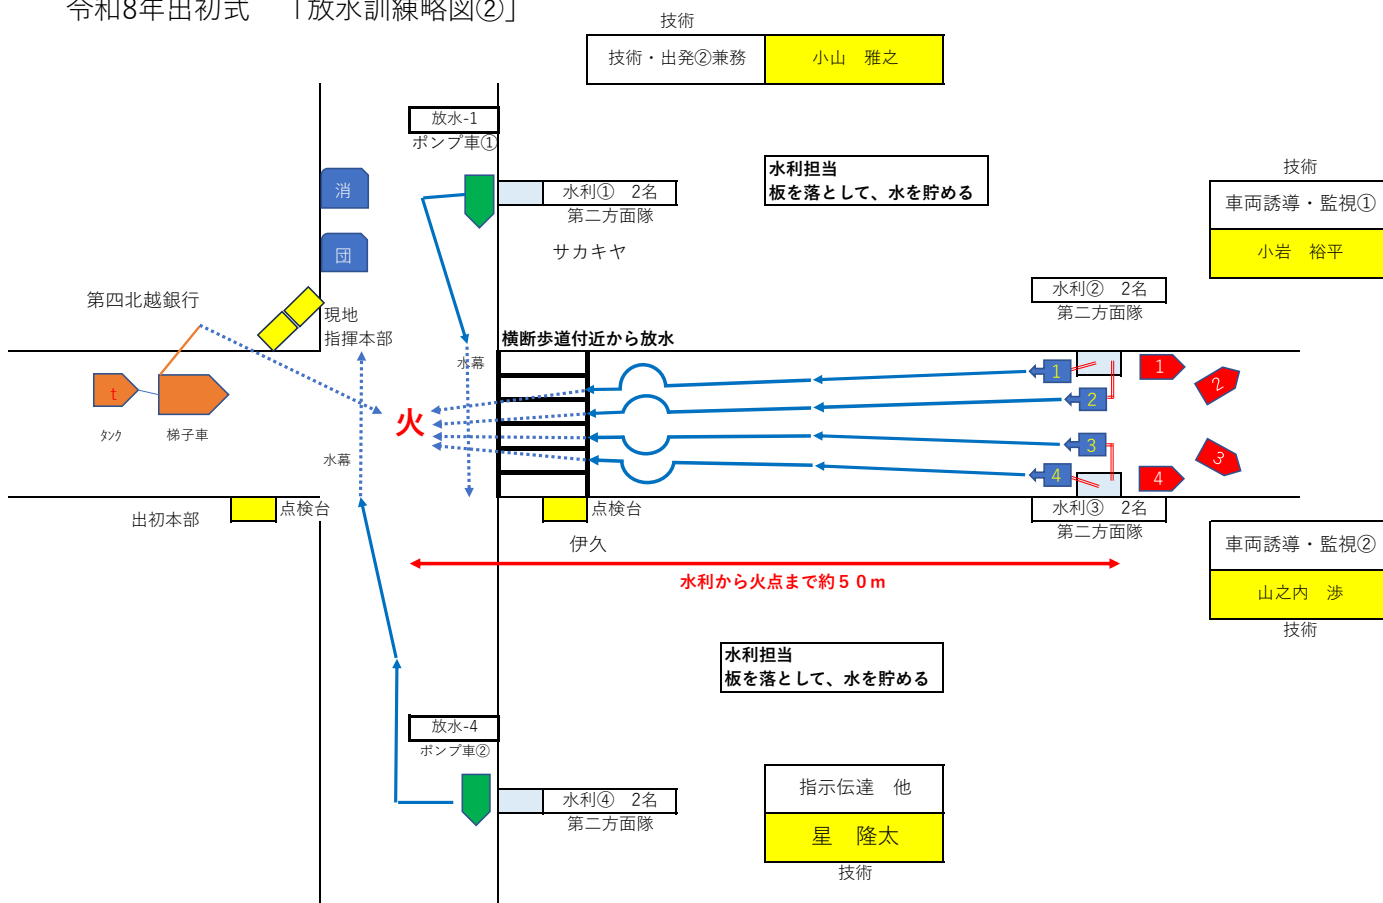 令和8年出初式 「放水訓練略図②」
技術
技術・出発②兼務
小山 雅之
放水-1
ポンプ車①
消
水利① 2名
第二方面隊
水利担当
板を落として、水を貯める
技術
車両誘導・監視①
小岩 裕平
団
サカキヤ
水利② 2名
第二方面隊
第四北越銀行
現地
指揮本部
横断歩道付近から放水
水幕
t
タンク
梯子車
火
1
2
3
4
1
2
3
4
水幕
出初本部
点検台
点検台
水利③ 2名
第二方面隊
伊久
水利から火点まで約50m
車両誘導・監視②
山之内 渉
技術
水利担当
板を落として、水を貯める
放水-4
ポンプ車②
水利④ 2名
第二方面隊
指示伝達 他
星 隆太
技術